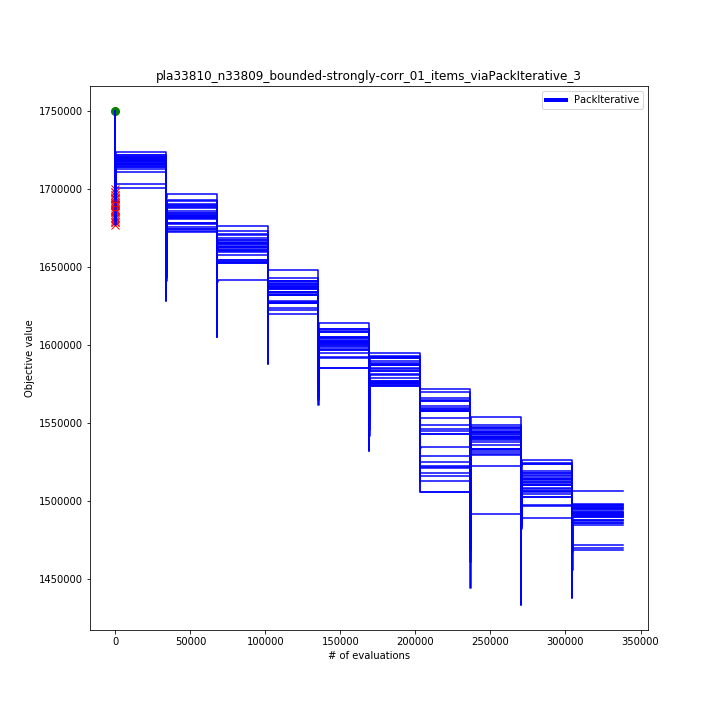 pla33810_n33809_bounded-strongly-corr_01_items_viaPackIterative_3
PackIterative
1750000
1700000
1650000
1600000
1550000
1500000
1450000
Objective value
0 50000 100000 150000 200000 250000 300000 350000
# of evaluations